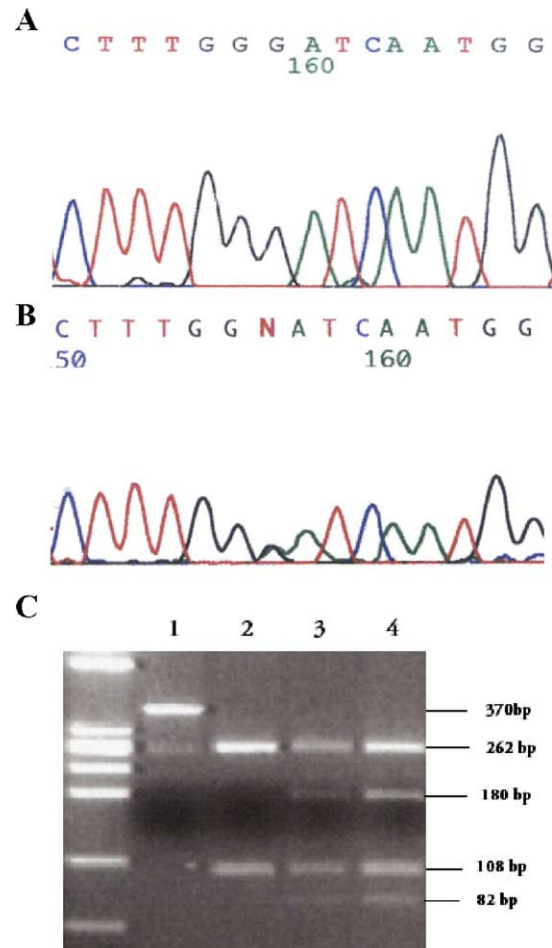 A
C T T T G G G A T C A A T G G
160
B
C T T T G G N A T C A A T G G
50 160
C
1 2 3 4
370bp
262 bp
180 bp
108 bp
82 bp